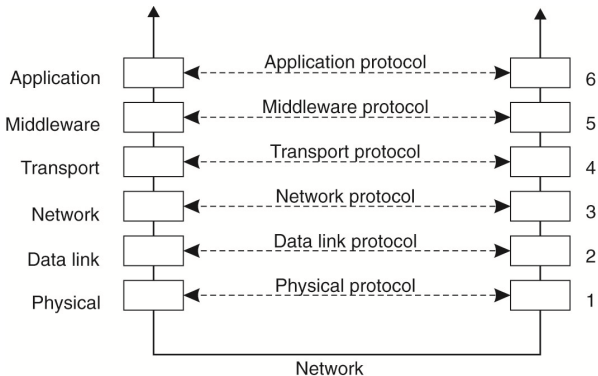 Application Application protocol 6
Middleware Middleware protocol 5
Transport Transport protocol 4
Network Network protocol 3
Data link Data link protocol 2
Physical Physical protocol 1
Network